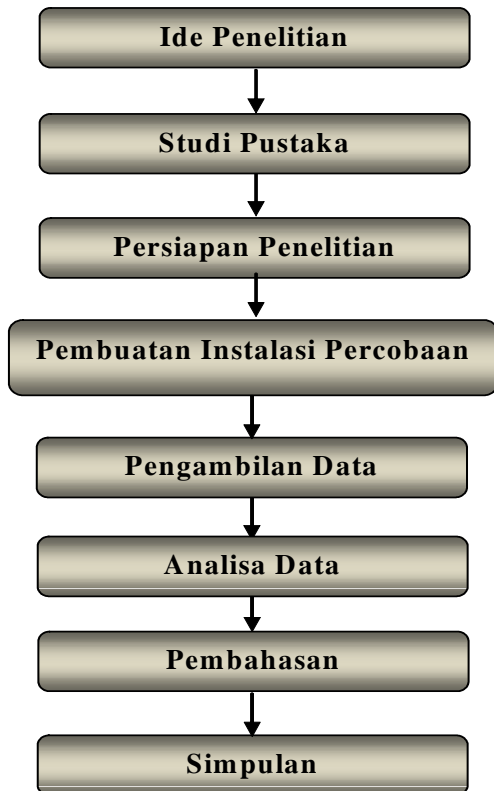 Ide Penelitian
Studi Pustaka
Persiapan Penelitian
Pembuatan Instalasi Percobaan
Pengambilan Data
Analisa Data
Pembahasan
Simpulan